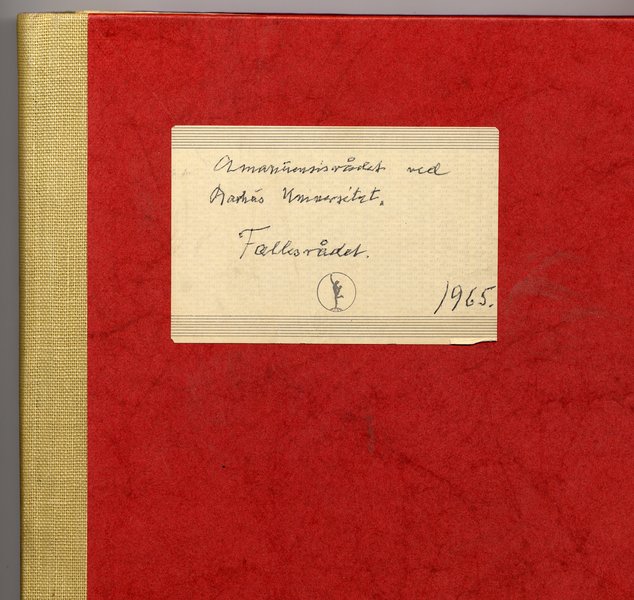 Amanuensisrådet ved
Aarhus Universitet.
Fællesrådet.
1965.